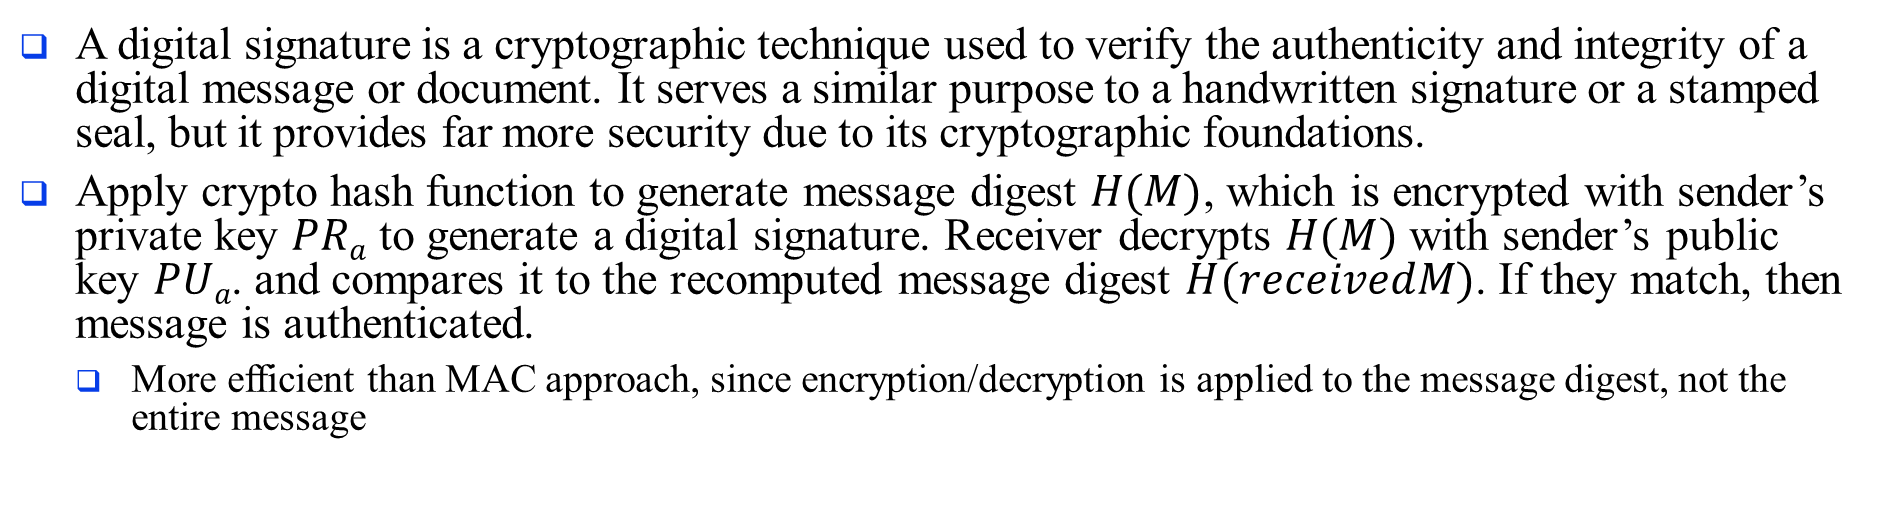 ❑ A digital signature is a cryptographic technique used to verify the authenticity and integrity of a
digital message or document. It serves a similar purpose to a handwritten signature or a stamped
seal, but it provides far more security due to its cryptographic foundations.
❑ Apply crypto hash function to generate message digest H(M), which is encrypted with sender’s
private key PRₐ to generate a digital signature. Receiver decrypts H(M) with sender’s public
key PUₐ. and compares it to the recomputed message digest H(receivedM). If they match, then
message is authenticated.
❑ More efficient than MAC approach, since encryption/decryption is applied to the message digest, not the
entire message